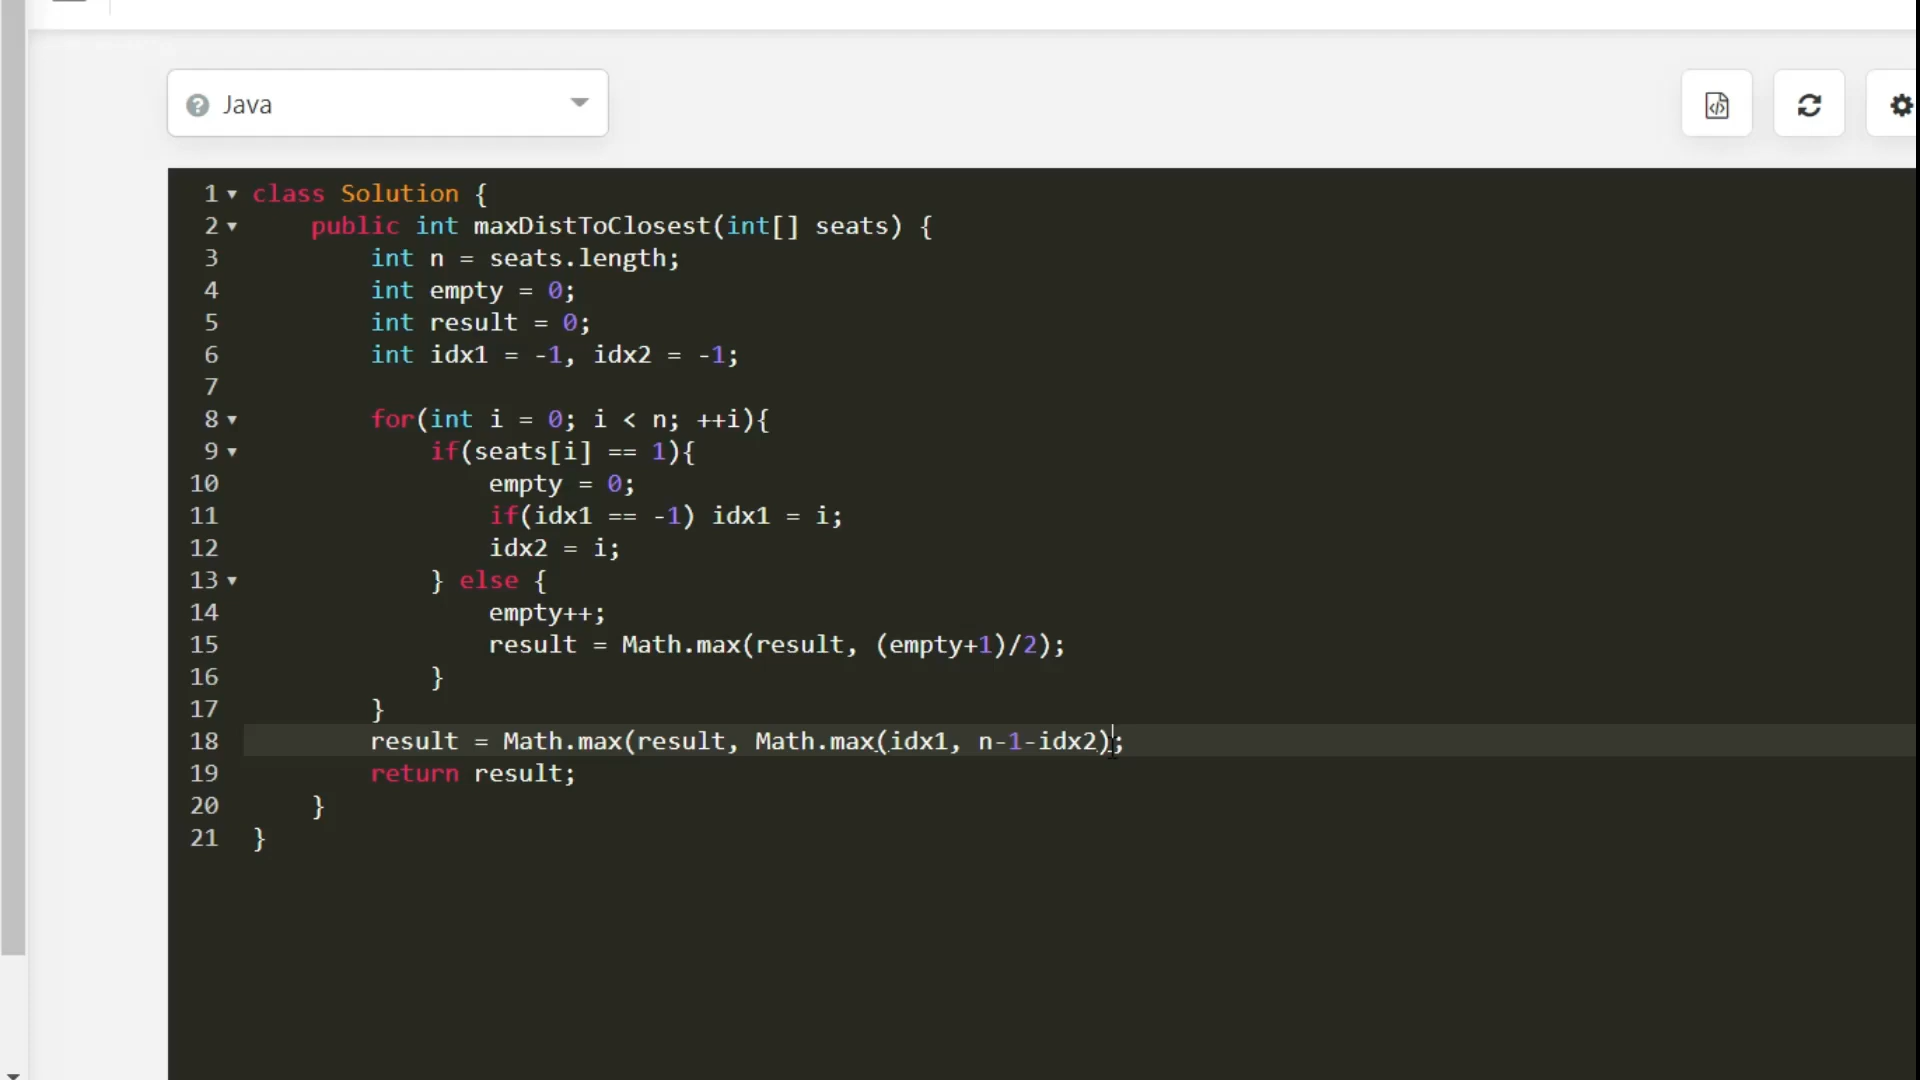 Java
1 class Solution {
2     public int maxDistToClosest(int[] seats) {
3         int n = seats.length;
4         int empty = 0;
5         int result = 0;
6         int idx1 = -1, idx2 = -1;
7
8         for(int i = 0; i < n; ++i){
9             if(seats[i] == 1){
10                 empty = 0;
11                 if(idx1 == -1) idx1 = i;
12                 idx2 = i;
13             } else {
14                 empty++;
15                 result = Math.max(result, (empty+1)/2);
16             }
17         }
18         result = Math.max(result, Math.max(idx1, n-1-idx2);
19         return result;
20     }
21 }